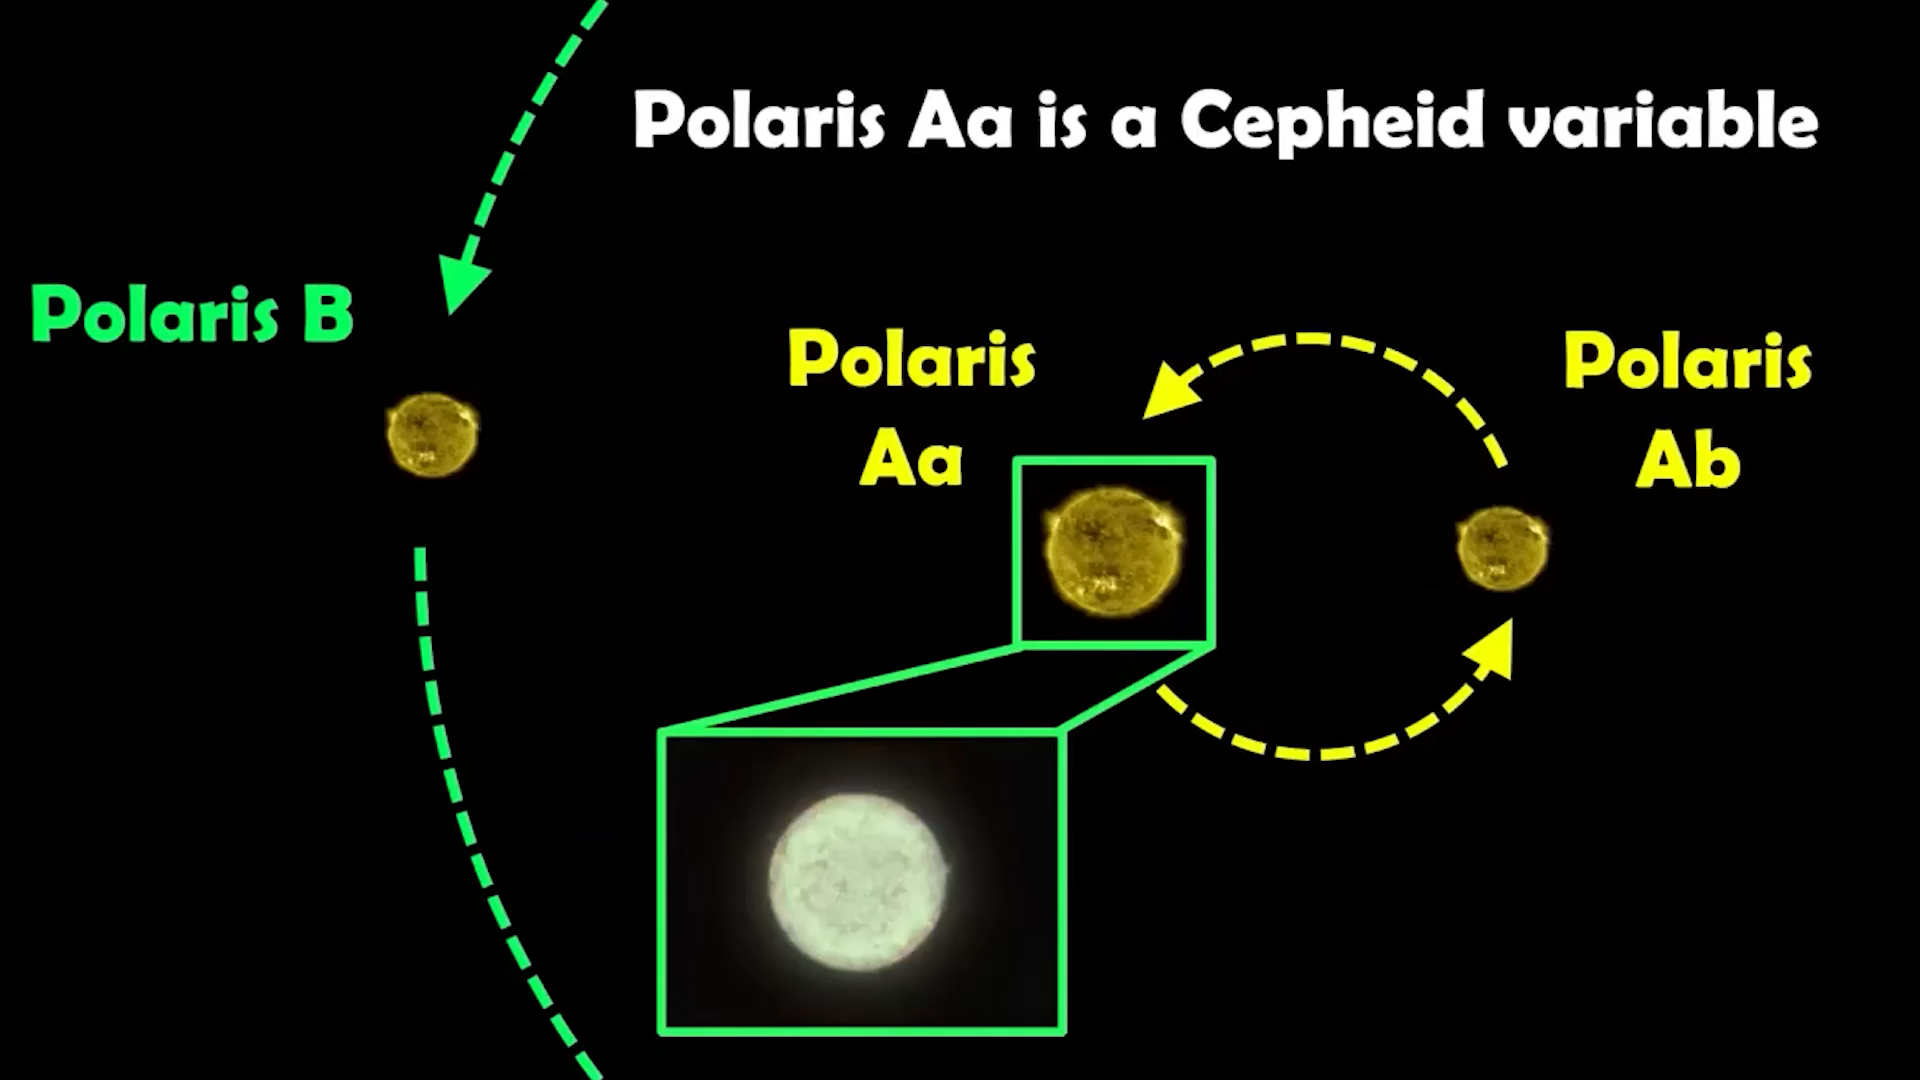 Polaris Aa is a Cepheid variable
Polaris B
Polaris
Aa
Polaris
Ab